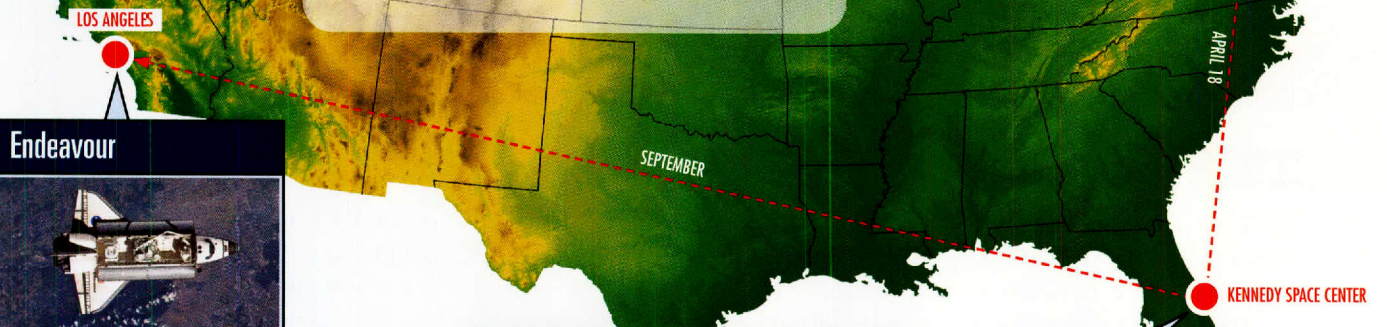 LOS ANGELES
APRIL 18
Endeavour
SEPTEMBER
KENNEDY SPACE CENTER